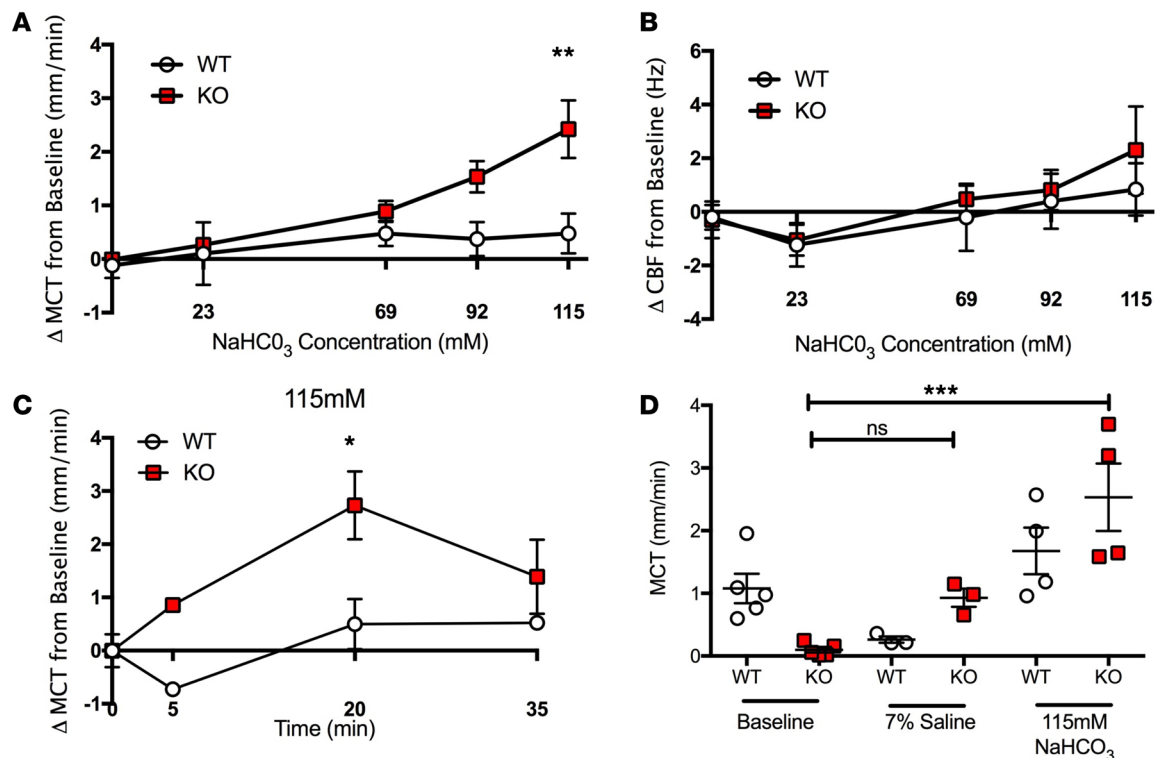 A
Δ MCT from Baseline (mm/min)
4
3
2
1
0
-1
WT
KO
**
23
69
92
115
NaHC0₃ Concentration (mM)
B
Δ CBF from Baseline (Hz)
6
4
2
0
-2
-4
WT
KO
23
69
92
115
NaHC0₃ Concentration (mM)
C
115mM
Δ MCT from Baseline (mm/min)
4
3
2
1
0
-1
WT
KO
*
0
5
20
35
Time (min)
D
MCT (mm/min)
4
3
2
1
0
***
ns
WT
KO
WT
KO
WT
KO
Baseline
7% Saline
115mM
NaHCO₃